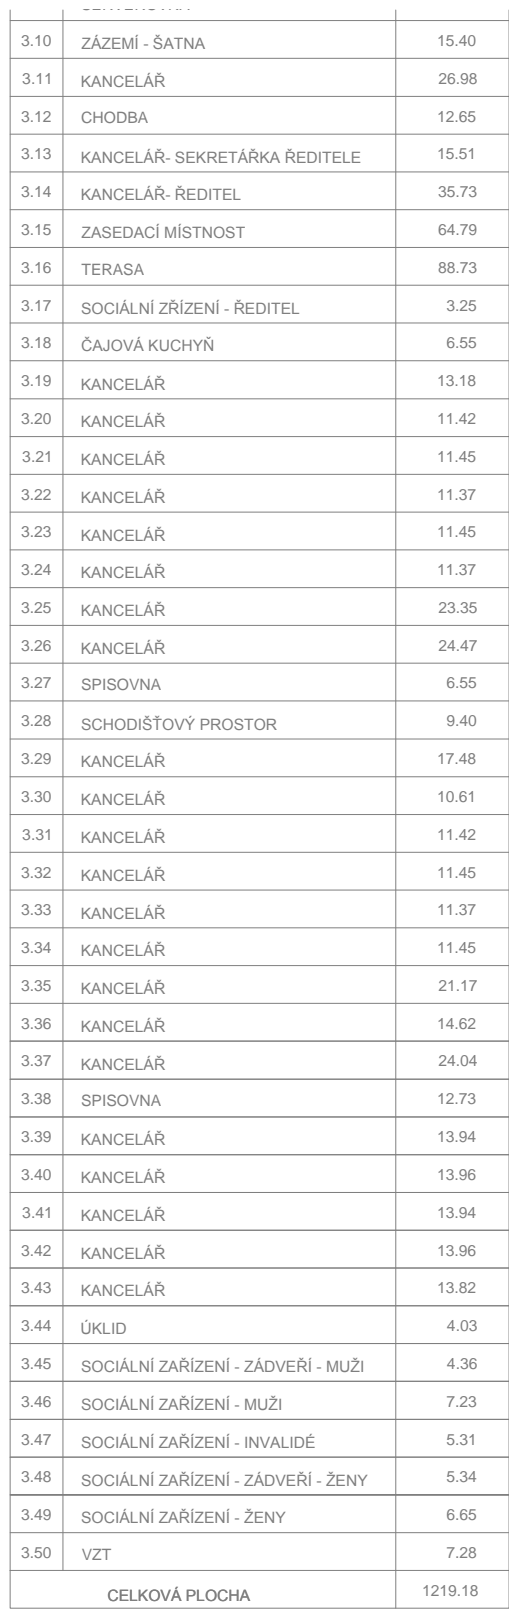 3.10 ZÁZEMÍ - ŠATNA 15.40
3.11 KANCELÁŘ 26.98
3.12 CHODBA 12.65
3.13 KANCELÁŘ- SEKRETÁŘKA ŘEDITELE 15.51
3.14 KANCELÁŘ- ŘEDITEL 35.73
3.15 ZASEDACÍ MÍSTNOST 64.79
3.16 TERASA 88.73
3.17 SOCIÁLNÍ ZŘÍZENÍ - ŘEDITEL 3.25
3.18 ČAJOVÁ KUCHYŇ 6.55
3.19 KANCELÁŘ 13.18
3.20 KANCELÁŘ 11.42
3.21 KANCELÁŘ 11.45
3.22 KANCELÁŘ 11.37
3.23 KANCELÁŘ 11.45
3.24 KANCELÁŘ 11.37
3.25 KANCELÁŘ 23.35
3.26 KANCELÁŘ 24.47
3.27 SPISOVNA 6.55
3.28 SCHODIŠŤOVÝ PROSTOR 9.40
3.29 KANCELÁŘ 17.48
3.30 KANCELÁŘ 10.61
3.31 KANCELÁŘ 11.42
3.32 KANCELÁŘ 11.45
3.33 KANCELÁŘ 11.37
3.34 KANCELÁŘ 11.45
3.35 KANCELÁŘ 21.17
3.36 KANCELÁŘ 14.62
3.37 KANCELÁŘ 24.04
3.38 SPISOVNA 12.73
3.39 KANCELÁŘ 13.94
3.40 KANCELÁŘ 13.96
3.41 KANCELÁŘ 13.94
3.42 KANCELÁŘ 13.96
3.43 KANCELÁŘ 13.82
3.44 ÚKLID 4.03
3.45 SOCIÁLNÍ ZAŘÍZENÍ - ZÁDVEŘÍ - MUŽI 4.36
3.46 SOCIÁLNÍ ZAŘÍZENÍ - MUŽI 7.23
3.47 SOCIÁLNÍ ZAŘÍZENÍ - INVALIDÉ 5.31
3.48 SOCIÁLNÍ ZAŘÍZENÍ - ZÁDVEŘÍ - ŽENY 5.34
3.49 SOCIÁLNÍ ZAŘÍZENÍ - ŽENY 6.65
3.50 VZT 7.28
CELKOVÁ PLOCHA 1219.18